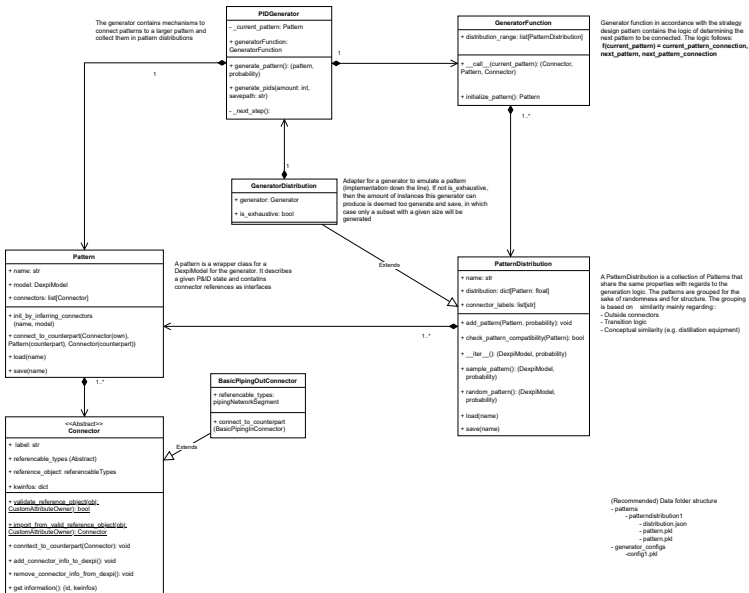 The generator contains mechanisms to
connect patterns to a larger pattern and
collect them in pattern distributions
PIDGenerator
- _current_pattern: Pattern
+ generatorFunction:
GeneratorFunction
+ generate_pattern(): (pattern,
probability)
+ generate_pids(amount: int,
savepath: str)
- _next_step():
1
1
GeneratorFunction
+ distribution_range: list[PatternDistribution]
+ __call__(current_pattern): (Connector,
Pattern, Connector)
+ initialize_pattern(): Pattern
1..*
Generator function in accordance with the strategy
design pattern contains the logic of determining the
next pattern to be connected. The logic follows:
f(current_pattern) = current_pattern_connection,
next_pattern, next_pattern_connection
1
GeneratorDistribution
+ generator: Generator
+ is_exhaustive: bool
Adapter for a generator to emulate a pattern
(implementation down the line). If not is_exhaustive,
then the amount of instances this generator can
produce is deemed too generate and save, in which
case only a subset with a given size will be
generated
Extends
Pattern
+ name: str
+ model: DexpiModel
+ connectors: list[Connector]
+ init_by_inferring_connectors
(name, model)
+ connect_to_counterpart(Connector(own),
Pattern(counterpart), Connector(counterpart))
+ load(name)
+ save(name)
1..*
A pattern is a wrapper class for a
DexpiModel for the generator. It describes
a given P&ID state and contatins
connector references as interfaces
PatternDistribution
+ name: str
+ distribution: dict[Pattern: float]
+ connector_labels: list[str]
+ add_pattern(Pattern, probability): void
+ check_pattern_compatibility(Pattern): bool
+ __iter__(): (DexpiModel, probability)
+ sample_pattern(): (DexpiModel,
probability)
+ random_pattern(): (DexpiModel,
probability)
+ load(name)
+ save(name)
1..*
A PatternDistribution is a collection of Patterns that
share the same properties with regards to the
generation logic. The patterns are grouped for the
sake of randomness and for structure. The grouping
is based on similarity mainly regarding::
- Outside connectors
- Transition logic
- Conceptual similarity (e.g. distillation equipment)
BasicPipingOutConnector
+ referencable_types:
pipingNetworkSegment
+ connect_to_counterpart
(BasicPipingInConnector)
Extends
<<Abstract>>
Connector
+ label: str
+ referencable_types (Abstract)
+ reference_object: referencableTypes
+ kwinfos: dict
+ validate_reference_object(obj:
CustomAttributeOwner): bool
+ import_from_valid_reference_object(obj:
CustomAttributeOwner): Connector
+ conntect_to_counterpart(Connector): void
+ add_connector_info_to_dexpi(): void
+ remove_connector_info_from_dexpi(): void
+ get information(): (id, kwinfos)
(Recommended) Data folder structure
- patterns
- patterndistribution1
- distribution.json
- pattern.pkl
- pattern.pkl
- generator_configs
-config1.pkl